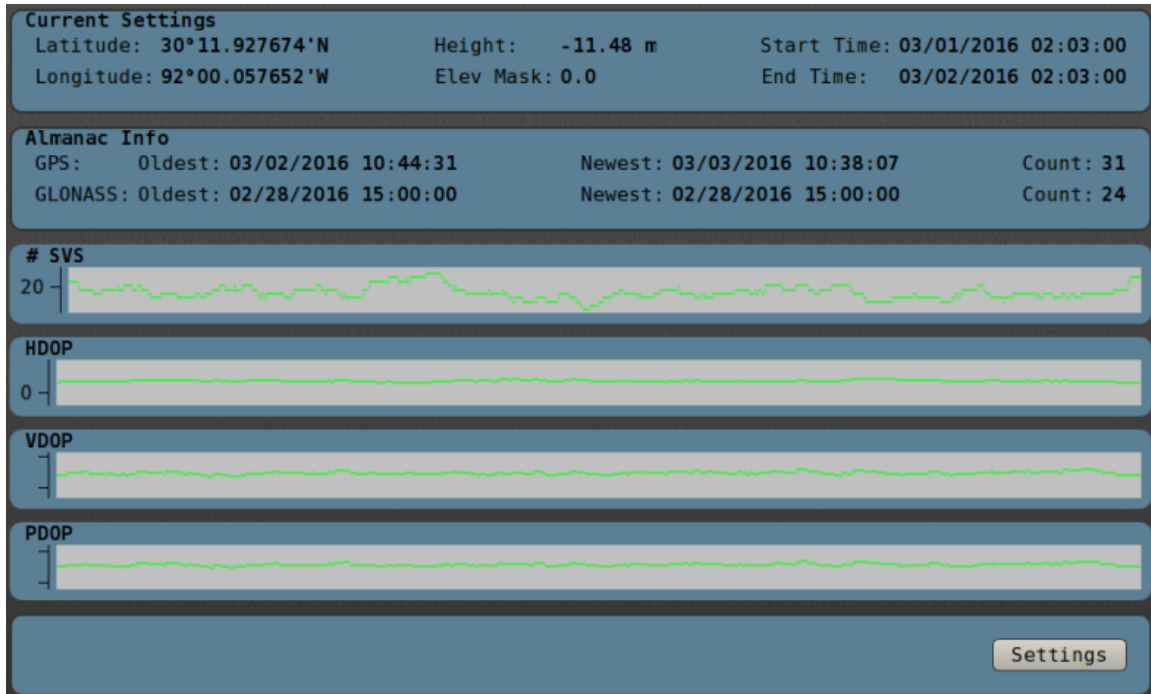 Current Settings
Latitude: 30°11.927674'N Height: -11.48 m Start Time: 03/01/2016 02:03:00
Longitude: 92°00.057652'W Elev Mask: 0.0 End Time: 03/02/2016 02:03:00
Almanac Info
GPS: Oldest: 03/02/2016 10:44:31 Newest: 03/03/2016 10:38:07 Count: 31
GLONASS: Oldest: 02/28/2016 15:00:00 Newest: 02/28/2016 15:00:00 Count: 24
# SVS
20
HDOP
0
VDOP
PDOP
Settings